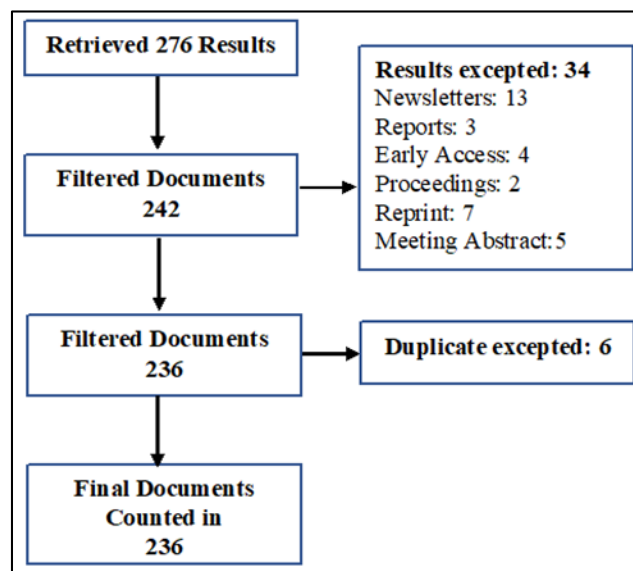 Retrieved 276 Results
Results excepted: 34
Newsletters: 13
Reports: 3
Early Access: 4
Proceedings: 2
Reprint: 7
Meeting Abstract:5
Filtered Documents
242
Filtered Documents
236
Duplicate excepted: 6
Final Documents
Counted in
236